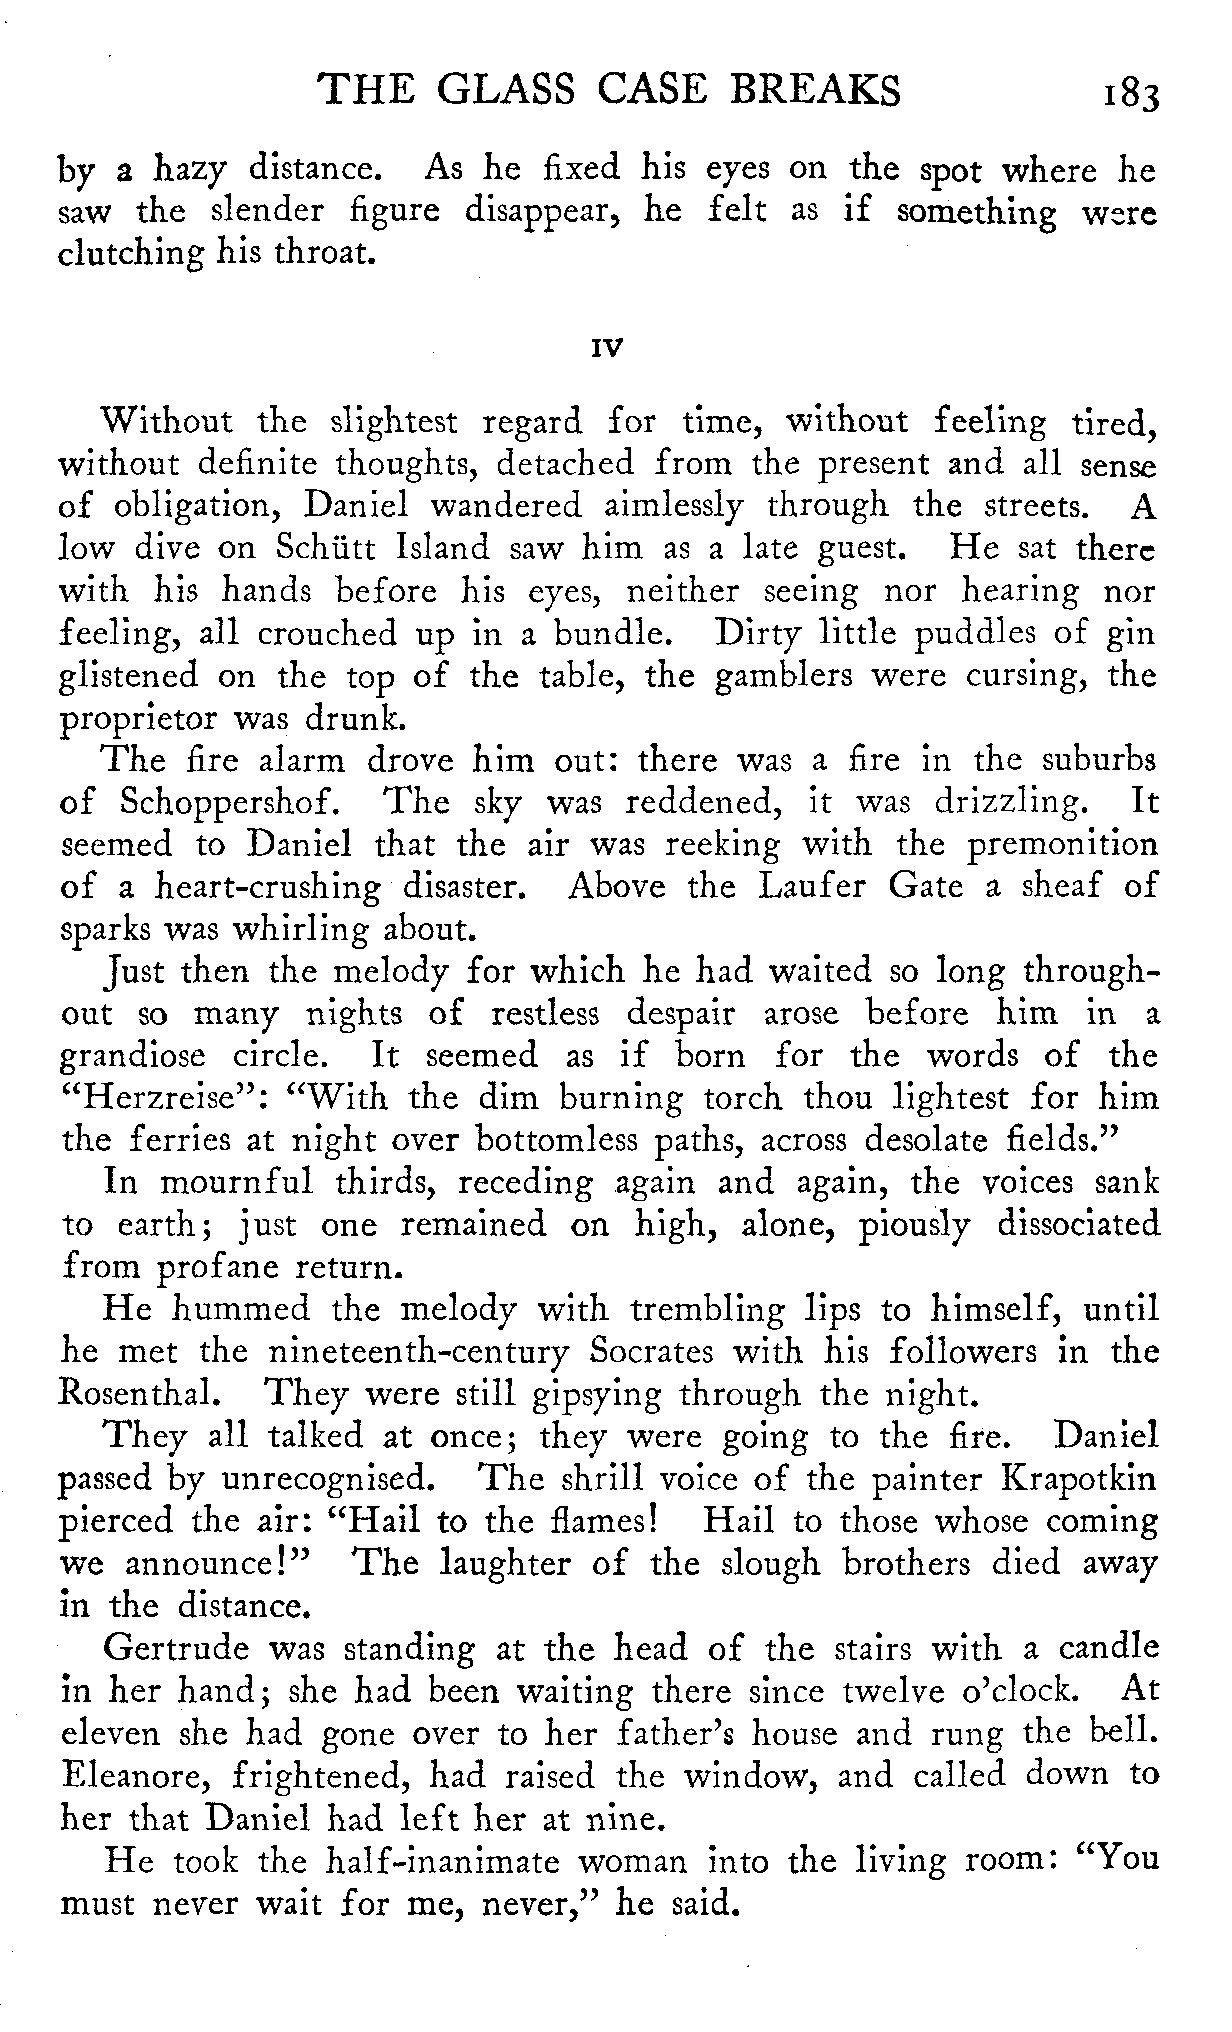 THE GLASS CASE BREAKS 183
by a hazy distance. As he fixed his eyes on the spot where he
saw the slender figure disappear, he felt as if something were
clutching his throat.
IV
Without the slightest regard for time, without feeling tired,
without definite thoughts, detached from the present and all sense
of obligation, Daniel wandered aimlessly through the streets. A
low dive on Schütt Island saw him as a late guest. He sat there
with his hands before his eyes, neither seeing nor hearing nor
feeling, all crouched up in a bundle. Dirty little puddles of gin
glistened on the top of the table, the gamblers were cursing, the
proprietor was drunk.
The fire alarm drove him out: there was a fire in the suburbs
of Schoppershof. The sky was reddened, it was drizzling. It
seemed to Daniel that the air was reeking with the premonition
of a heart-crushing disaster. Above the Laufer Gate a sheaf of
sparks was whirling about.
Just then the melody for which he had waited so long through-
out so many nights of restless despair arose before him in a
grandiose circle. It seemed as if born for the words of the
“Herzreise”: “With the dim burning torch thou lightest for him
the ferries at night over bottomless paths, across desolate fields.”
In mournful thirds, receding again and again, the voices sank
to earth; just one remained on high, alone, piously dissociated
from profane return.
He hummed the melody with trembling lips to himself, until
he met the nineteenth-century Socrates with his followers in the
Rosenthal. They were still gipsying through the night.
They all talked at once; they were going to the fire. Daniel
passed by unrecognised. The shrill voice of the painter Krapotkin
pierced the air: “Hail to the flames! Hail to those whose coming
we announce!” The laughter of the slough brothers died away
in the distance.
Gertrude was standing at the head of the stairs with a candle
in her hand; she had been waiting there since twelve o’clock. At
eleven she had gone over to her father’s house and rung the bell.
Eleanore, frightened, had raised the window, and called down to
her that Daniel had left her at nine.
He took the half-inanimate woman into the living room: “You
must never wait for me, never,” he said.